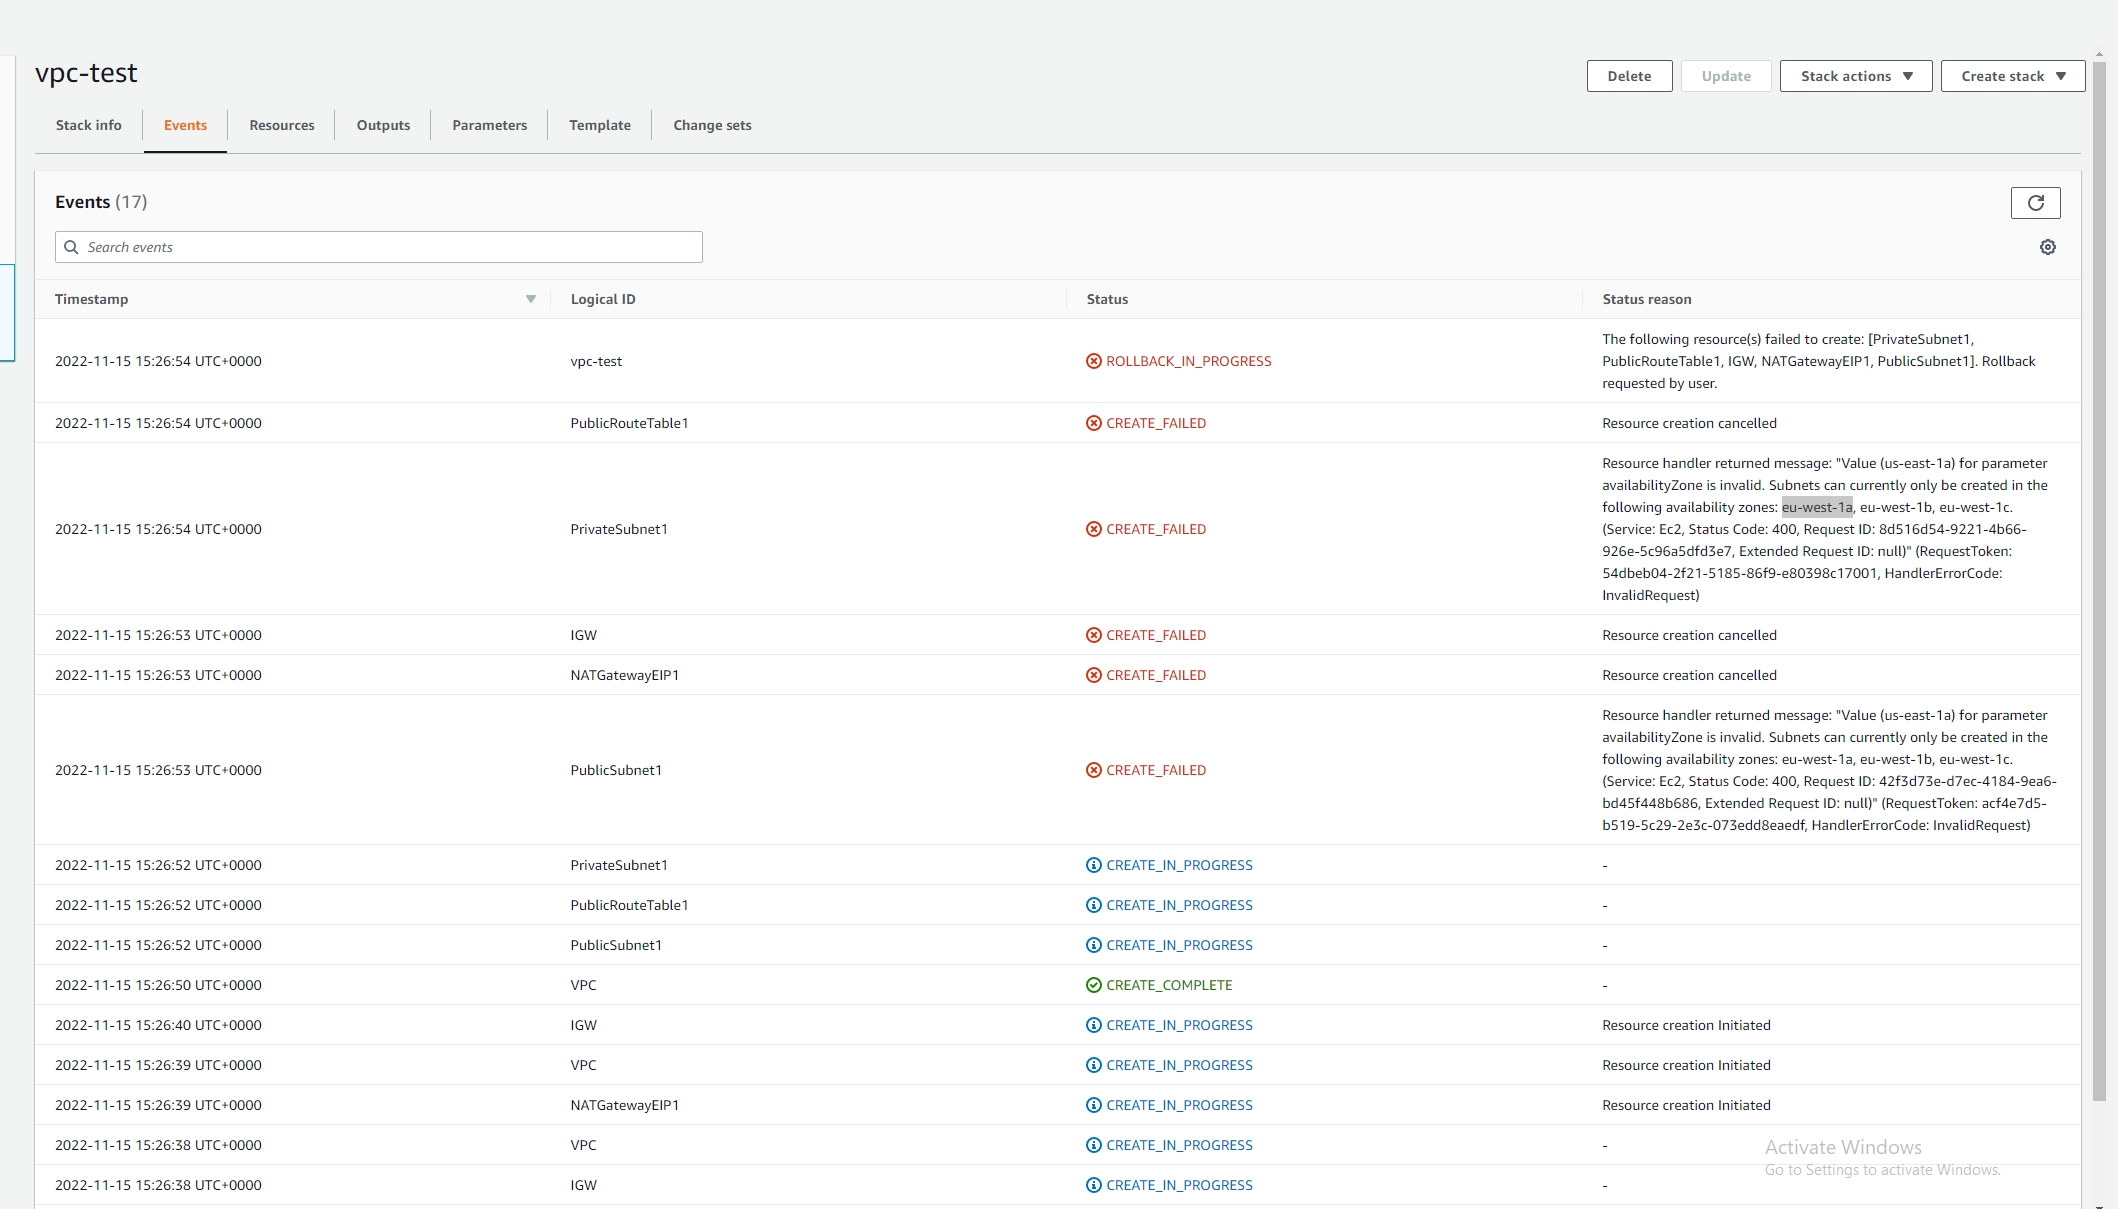 vpc-test
Delete
Update
Stack actions
Create stack
Stack info
Events
Resources
Outputs
Parameters
Template
Change sets
Events (17)
Search events
Timestamp
Logical ID
Status
Status reason
2022-11-15 15:26:54 UTC+0000
vpc-test
ROLLBACK_IN_PROGRESS
The following resource(s) failed to create: [PrivateSubnet1,
PublicRouteTable1, IGW, NATGatewayEIP1, PublicSubnet1]. Rollback
requested by user.
2022-11-15 15:26:54 UTC+0000
PublicRouteTable1
CREATE_FAILED
Resource creation cancelled
2022-11-15 15:26:54 UTC+0000
PrivateSubnet1
CREATE_FAILED
Resource handler returned message: "Value (us-east-1a) for parameter
availabilityZone is invalid. Subnets can currently only be created in the
following availability zones: eu-west-1a, eu-west-1b, eu-west-1c.
(Service: Ec2, Status Code: 400, Request ID: 8d516d54-9221-4b66-
926e-5c96a5dfd3e7, Extended Request ID: null)" (RequestToken:
54dbeb04-2f21-5185-86f9-e80398c17001, HandlerErrorCode:
InvalidRequest)
2022-11-15 15:26:53 UTC+0000
IGW
CREATE_FAILED
Resource creation cancelled
2022-11-15 15:26:53 UTC+0000
NATGatewayEIP1
CREATE_FAILED
Resource creation cancelled
2022-11-15 15:26:53 UTC+0000
PublicSubnet1
CREATE_FAILED
Resource handler returned message: "Value (us-east-1a) for parameter
availabilityZone is invalid. Subnets can currently only be created in the
following availability zones: eu-west-1a, eu-west-1b, eu-west-1c.
(Service: Ec2, Status Code: 400, Request ID: 42f3d73e-d7ec-4184-9ea6-
bd45f448b686, Extended Request ID: null)" (RequestToken: acf4e7d5-
b519-5c29-2e3c-073edd8eaedf, HandlerErrorCode: InvalidRequest)
2022-11-15 15:26:52 UTC+0000
PrivateSubnet1
CREATE_IN_PROGRESS
-
2022-11-15 15:26:52 UTC+0000
PublicRouteTable1
CREATE_IN_PROGRESS
-
2022-11-15 15:26:52 UTC+0000
PublicSubnet1
CREATE_IN_PROGRESS
-
2022-11-15 15:26:50 UTC+0000
VPC
CREATE_COMPLETE
-
2022-11-15 15:26:40 UTC+0000
IGW
CREATE_IN_PROGRESS
Resource creation Initiated
2022-11-15 15:26:39 UTC+0000
VPC
CREATE_IN_PROGRESS
Resource creation Initiated
2022-11-15 15:26:39 UTC+0000
NATGatewayEIP1
CREATE_IN_PROGRESS
Resource creation Initiated
2022-11-15 15:26:38 UTC+0000
VPC
CREATE_IN_PROGRESS
-
2022-11-15 15:26:38 UTC+0000
IGW
CREATE_IN_PROGRESS
-
Activate Windows
Go to Settings to activate Windows.